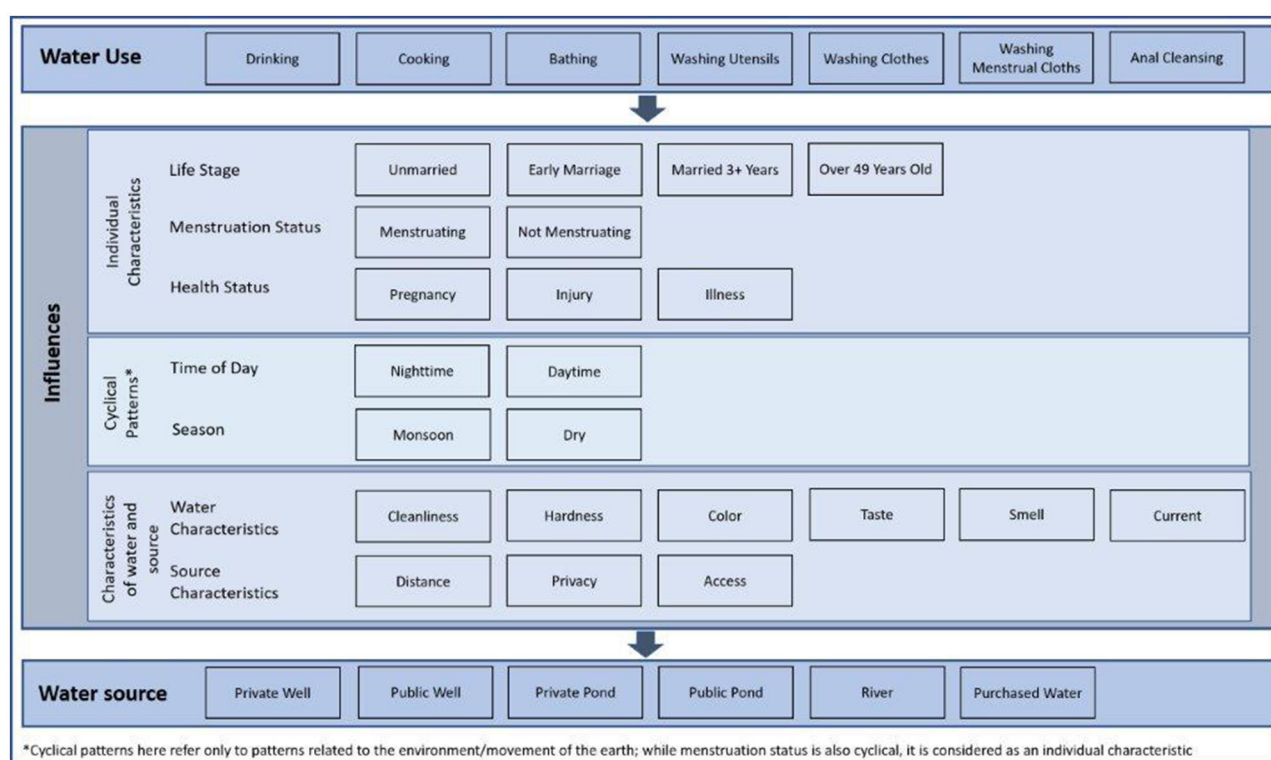 Water Use
Drinking
Cooking
Bathing
Washing Utensils
Washing Clothes
Washing
Menstrual Cloths
Anal Cleansing
Influences
Individual
Characteristics
Life Stage
Unmarried
Early Marriage
Married 3+ Years
Over 49 Years Old
Menstruation Status
Menstruating
Not Menstruating
Health Status
Pregnancy
Injury
Illness
Cyclical
Patterns*
Time of Day
Nighttime
Daytime
Season
Monsoon
Dry
Characteristics
of water and
source
Water
Characteristics
Cleanliness
Hardness
Color
Taste
Smell
Current
Source
Characteristics
Distance
Privacy
Access
Water source
Private Well
Public Well
Private Pond
Public Pond
River
Purchased Water
*Cyclical patterns here refer only to patterns related to the environment/movement of the earth; while menstruation status is also cyclical, it is considered as an individual characteristic